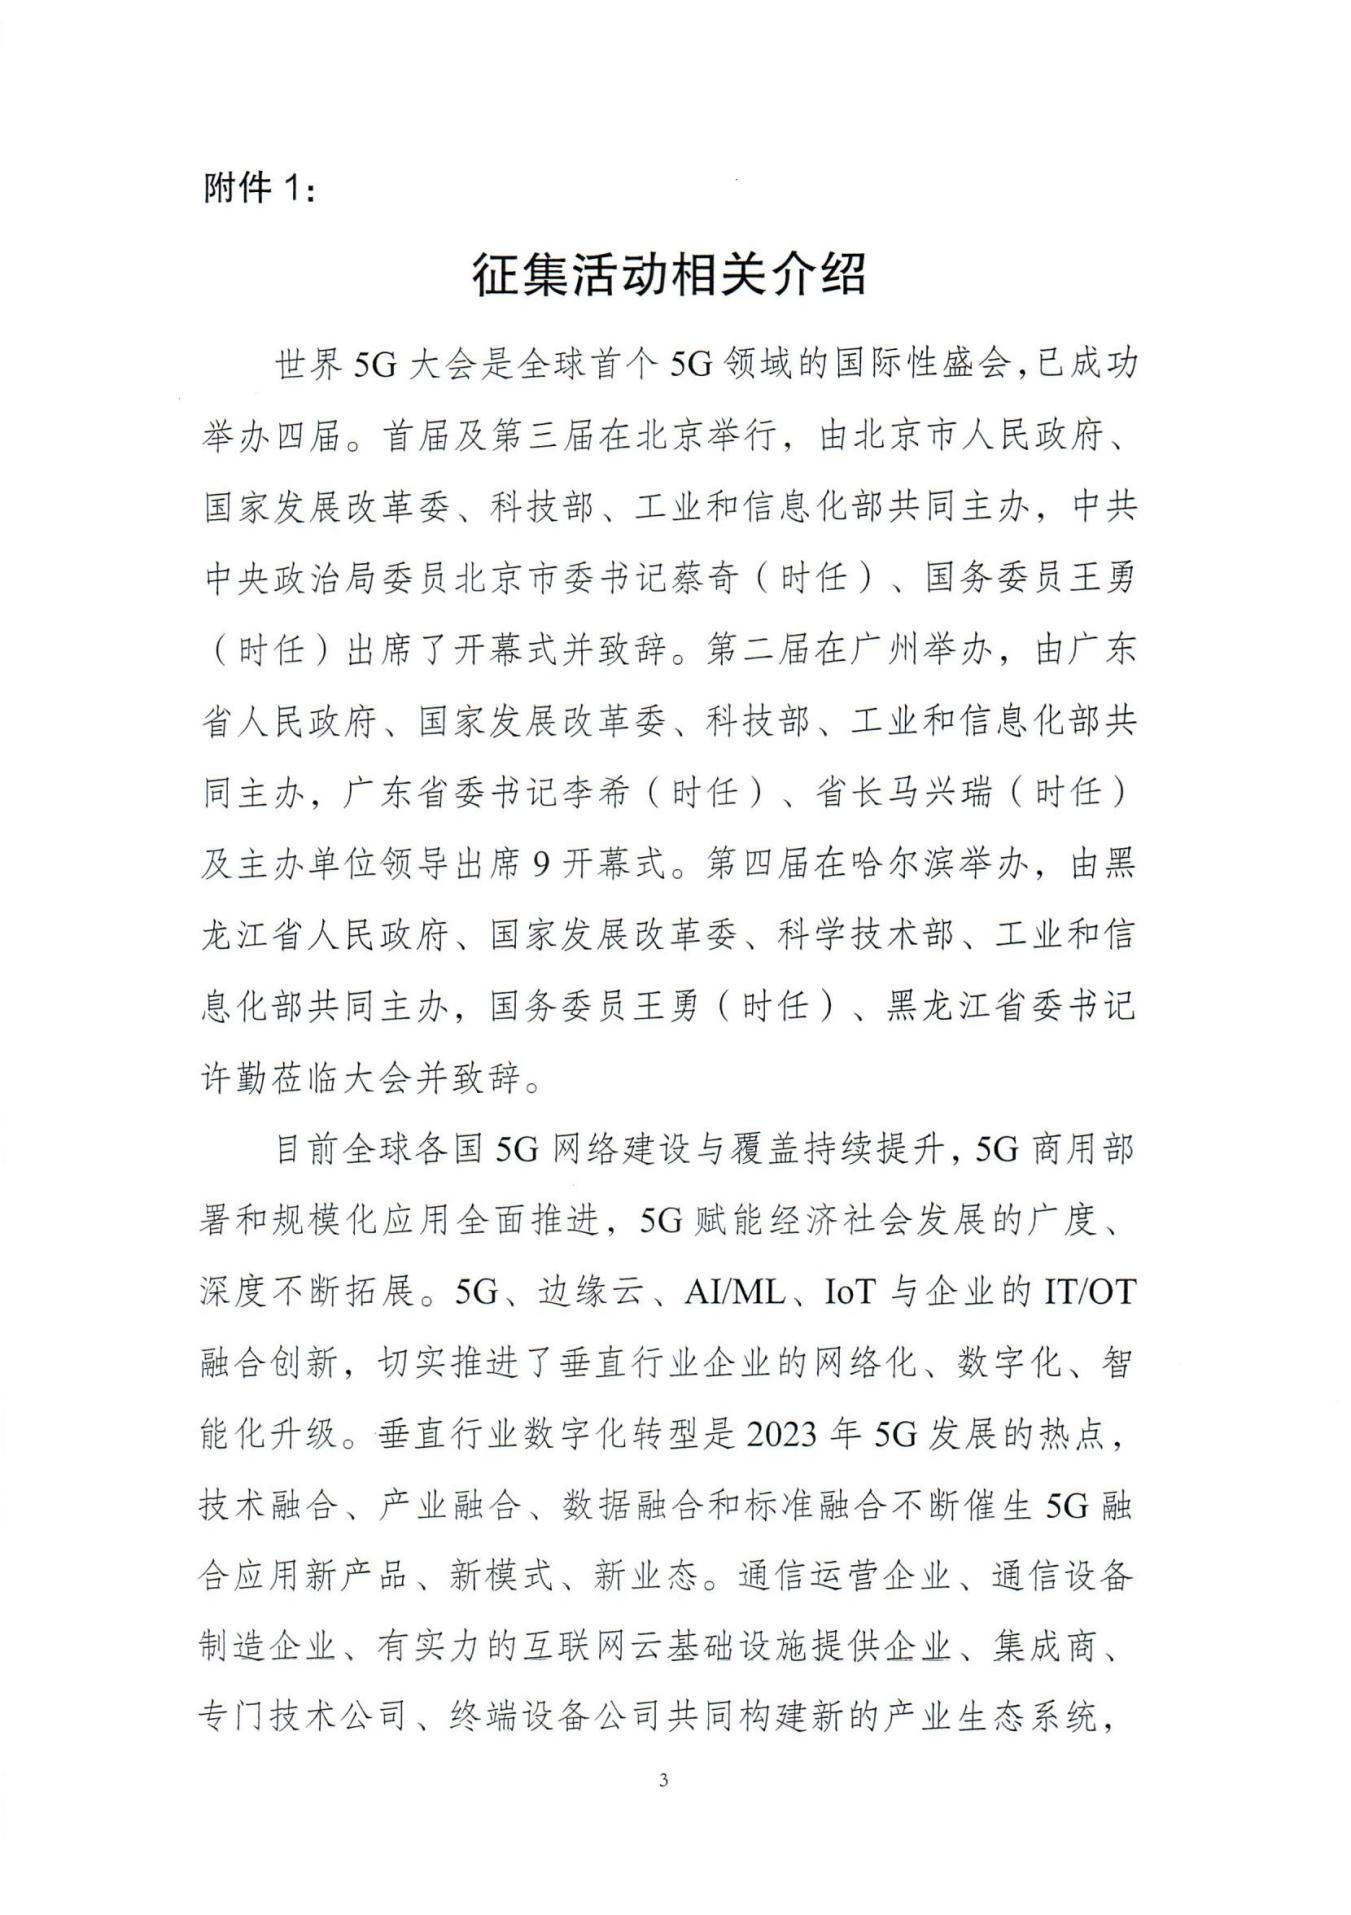 附件 1：
征集活动相关介绍
世界 5G 大会是全球首个 5G 领域的国际性盛会，已成功
举办四届。首届及第三届在北京举行，由北京市人民政府、
国家发展改革委、科技部、工业和信息化部共同主办，中共
中央政治局委员北京市委书记蔡奇（时任）、国务委员王勇
（时任）出席了开幕式并致辞。第二届在广州举办，由广东
省人民政府、国家发展改革委、科技部、工业和信息化部共
同主办，广东省委书记李希（时任）、省长马兴瑞（时任）
及主办单位领导出席 9 开幕式。第四届在哈尔滨举办，由黑
龙江省人民政府、国家发展改革委、科学技术部、工业和信
息化部共同主办，国务委员王勇（时任）、黑龙江省委书记
许勤莅临大会并致辞。
目前全球各国 5G 网络建设与覆盖持续提升，5G 商用部
署和规模化应用全面推进，5G 赋能经济社会发展的广度、
深度不断拓展。5G、边缘云、AI/ML、IoT 与企业的 IT/OT
融合创新，切实推进了垂直行业企业的网络化、数字化、智
能化升级。垂直行业数字化转型是 2023 年 5G 发展的热点，
技术融合、产业融合、数据融合和标准融合不断催生 5G 融
合应用新产品、新模式、新业态。通信运营企业、通信设备
制造企业、有实力的互联网云基础设施提供企业、集成商、
专门技术公司、终端设备公司共同构建新的产业生态系统，
3